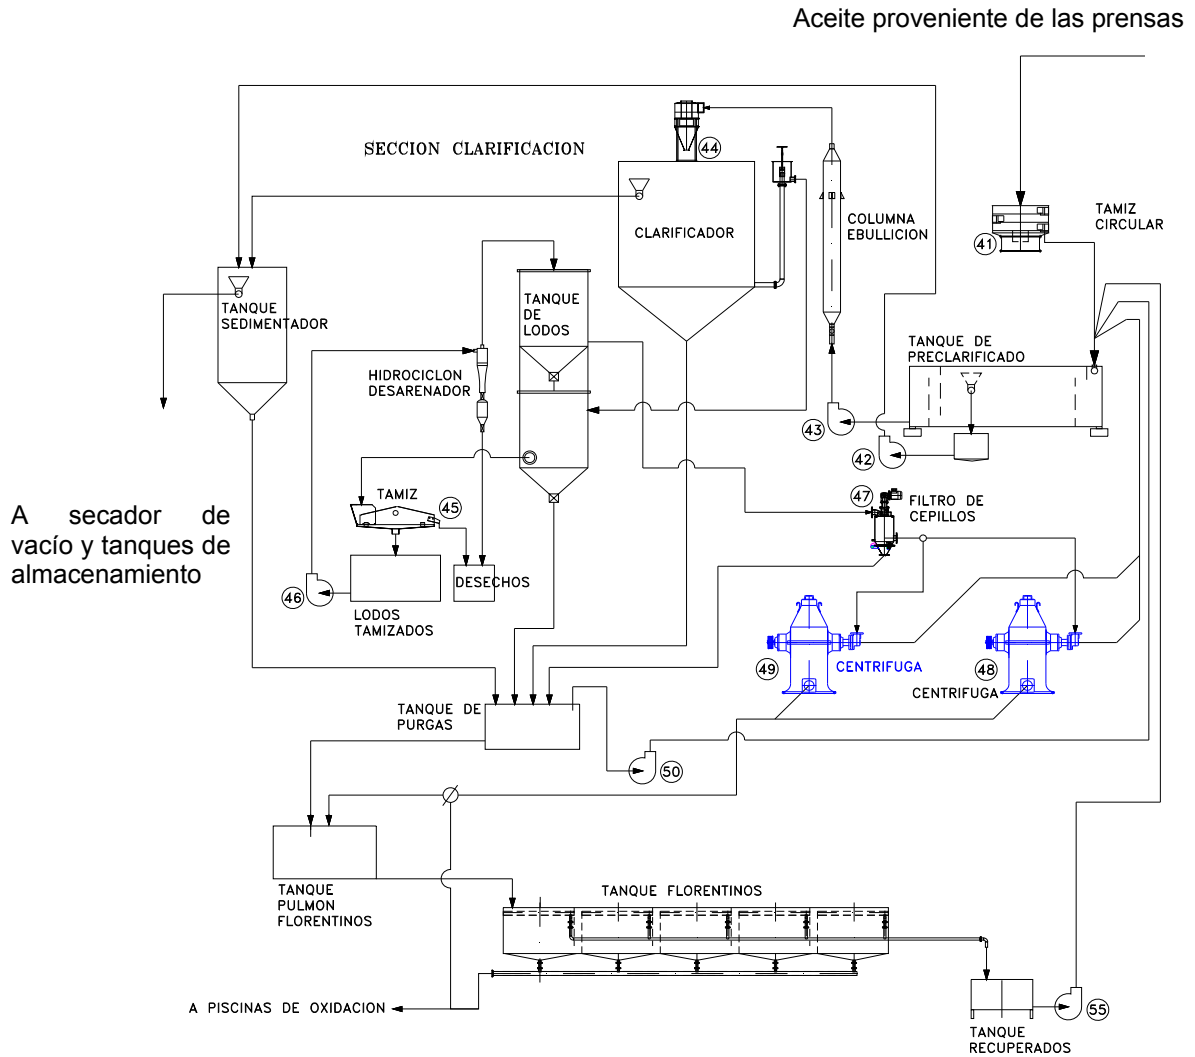 Aceite proveniente de las prensas
SECCION CLARIFICACION
44
CLARIFICADOR
COLUMNA
EBULLICION
TAMIZ
CIRCULAR
41
TANQUE
SEDIMENTADOR
TANQUE
DE
LODOS
HIDROCICLON
DESARENADOR
TANQUE DE
PRECLARIFICADO
43
42
TAMIZ
45
47
FILTRO DE
CEPILLOS
A secador de
vacío y tanques de
almacenamiento
46
DESECHOS
LODOS
TAMIZADOS
49
CENTRIFUGA
48
CENTRIFUGA
TANQUE DE
PURGAS
50
TANQUE
PULMON
FLORENTINOS
TANQUE FLORENTINOS
A PISCINAS DE OXIDACION
55
TANQUE
RECUPERADOS